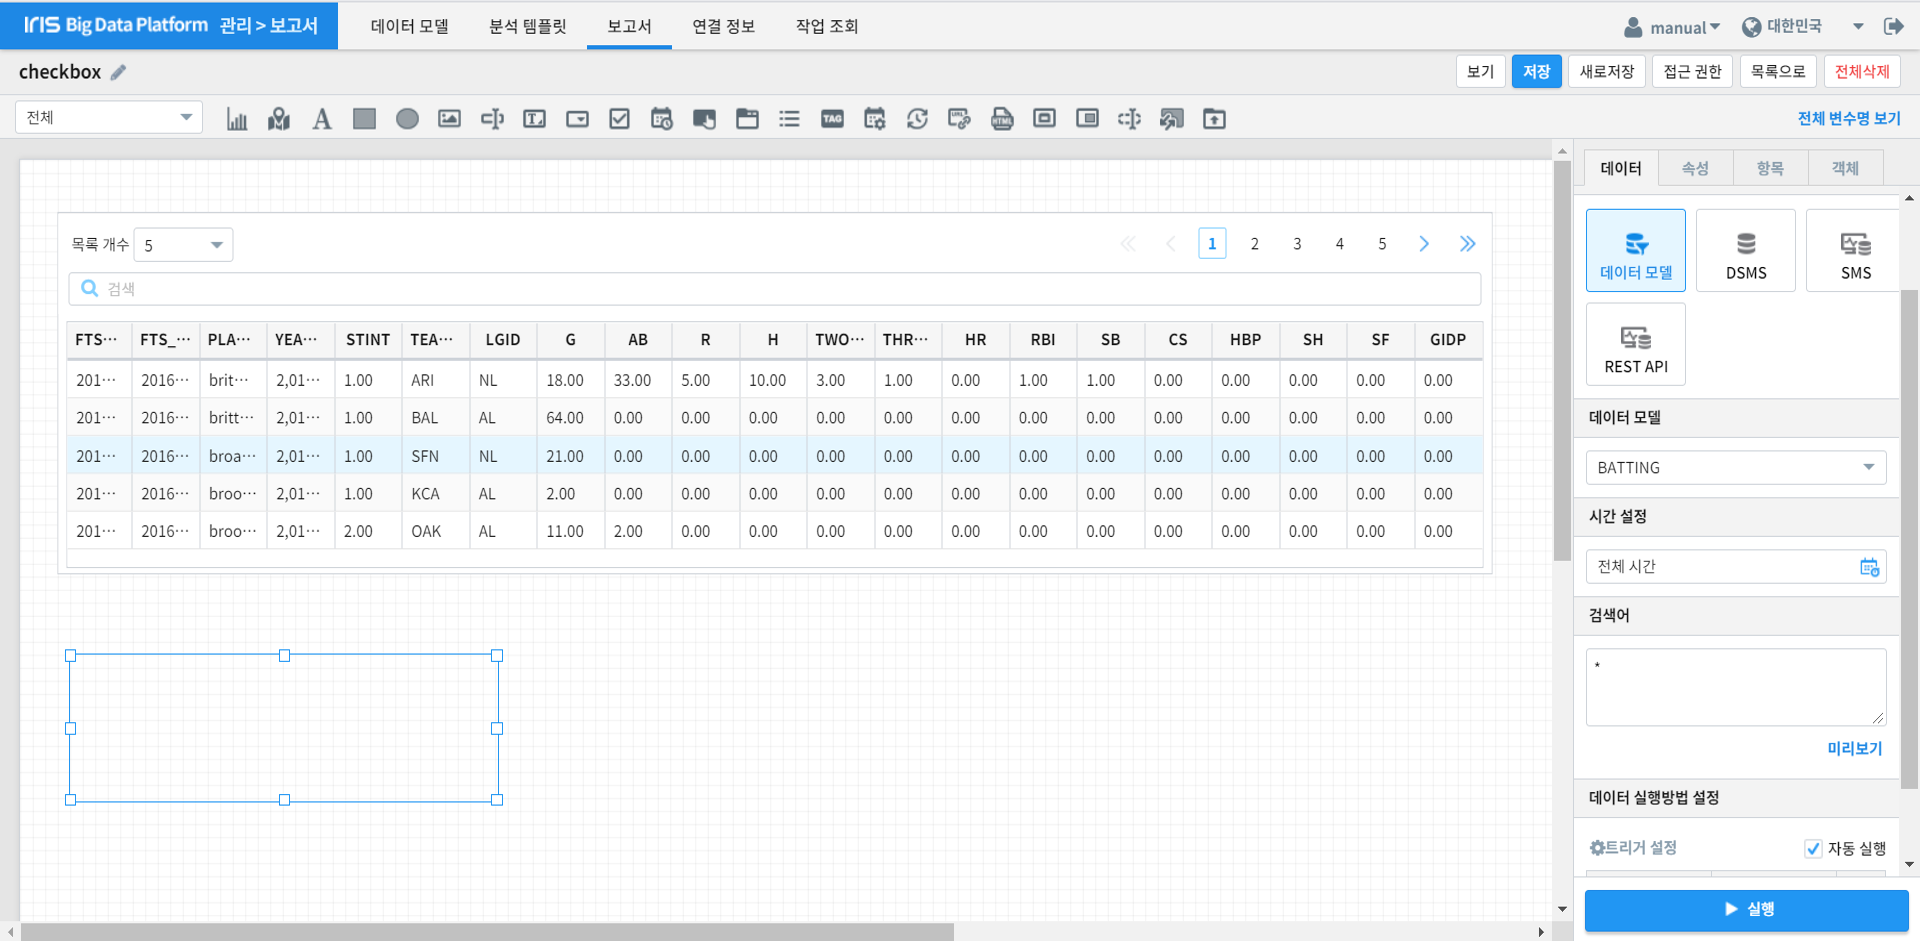 IRIS Big Data Platform 관리 > 보고서 데이터 모델 분석 템플릿 보고서 연결 정보 작업 조회 manual 대한민국
checkbox 보기 저장 새로저장 접근 권한 목록으로 전체삭제
전체 A T TAG URL HTML 전체 변수명 보기
데이터 속성 항목 객체
목록 개수 5 1 2 3 4 5
검색
FTS··· FTS_··· PLA··· YEA··· STINT TEA··· LGID G AB R H TWO··· THR··· HR RBI SB CS HBP SH SF GIDP
201··· 2016··· brit··· 2,01··· 1.00 ARI NL 18.00 33.00 5.00 10.00 3.00 1.00 0.00 1.00 1.00 0.00 0.00 0.00 0.00 0.00
201··· 2016··· britt··· 2,01··· 1.00 BAL AL 64.00 0.00 0.00 0.00 0.00 0.00 0.00 0.00 0.00 0.00 0.00 0.00 0.00 0.00
201··· 2016··· broa··· 2,01··· 1.00 SFN NL 21.00 0.00 0.00 0.00 0.00 0.00 0.00 0.00 0.00 0.00 0.00 0.00 0.00 0.00
201··· 2016··· broo··· 2,01··· 1.00 KCA AL 2.00 0.00 0.00 0.00 0.00 0.00 0.00 0.00 0.00 0.00 0.00 0.00 0.00 0.00
201··· 2016··· broo··· 2,01··· 2.00 OAK AL 11.00 2.00 0.00 0.00 0.00 0.00 0.00 0.00 0.00 0.00 0.00 0.00 0.00 0.00
데이터 모델 DSMS SMS
REST API
데이터 모델
BATTING
시간 설정
전체 시간
검색어
*
미리보기
데이터 실행방법 설정
트리거 설정 자동 실행
실행